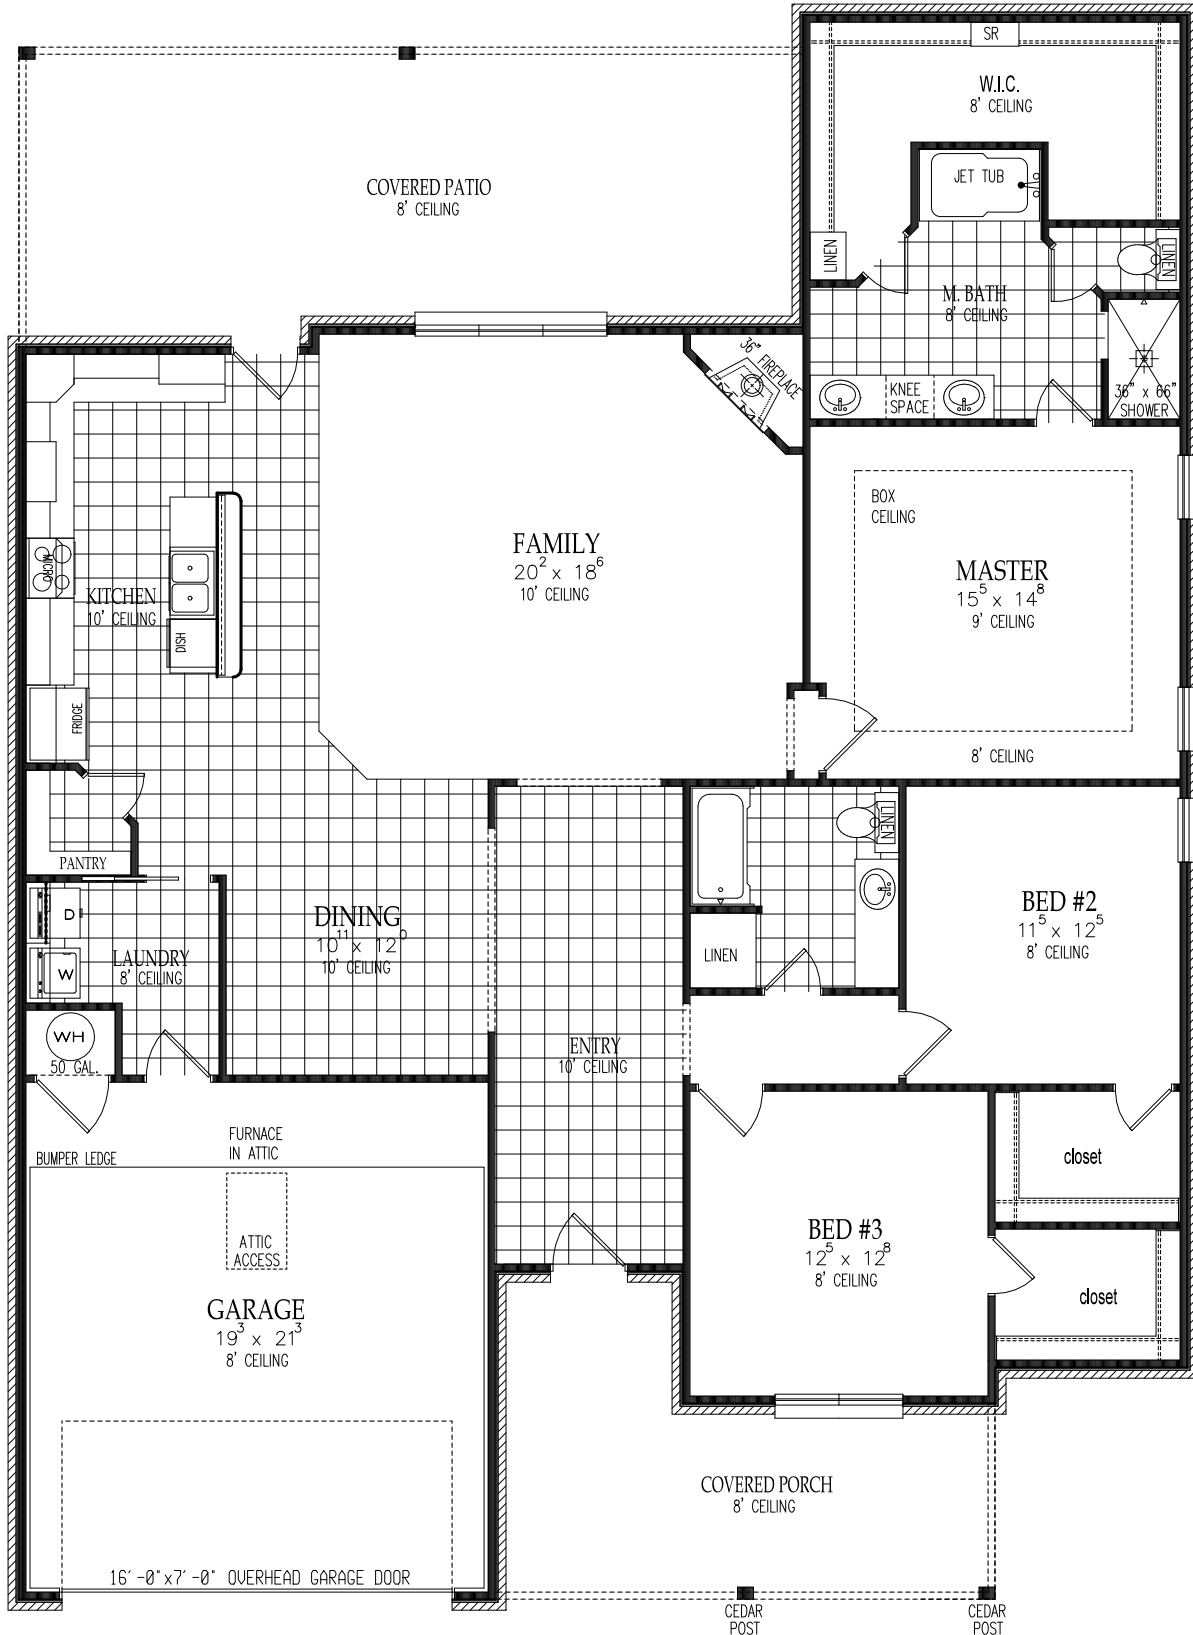 SR
W.I.C.
8' CEILING
JET TUB
COVERED PATIO
8' CEILING
LINEN
LINEN
M. BATH
8' CEILING
36" FIREPLACE
KNEE
SPACE
36" x 66"
SHOWER
BOX
CEILING
FAMILY
20² x 18⁶
10' CEILING
MASTER
15⁵ x 14⁸
9' CEILING
8' CEILING
MICRO
KITCHEN
10' CEILING
DISH
FRIDGE
PANTRY
LINEN
D
LAUNDRY
8' CEILING
W
DINING
10¹¹ x 12⁰
10' CEILING
LINEN
BED #2
11⁵ x 12⁵
8' CEILING
WH
50 GAL.
ENTRY
10' CEILING
FURNACE
IN ATTIC
BUMPER LEDGE
closet
ATTIC
ACCESS
BED #3
12⁵ x 12⁸
8' CEILING
closet
GARAGE
19³ x 21³
8' CEILING
COVERED PORCH
8' CEILING
16'-0"x7'-0" OVERHEAD GARAGE DOOR
CEDAR
POST
CEDAR
POST